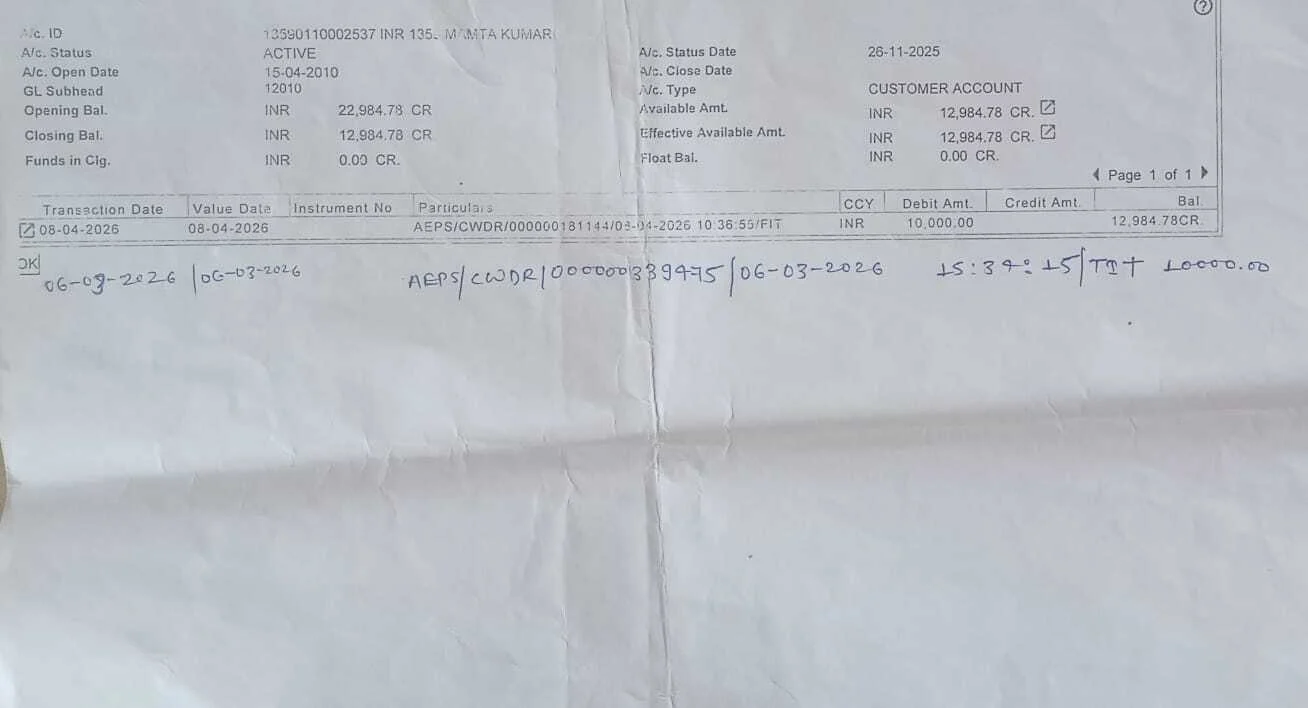 A/c. ID 13590110002537 INR 135. MAMTA KUMARI
A/c. Status ACTIVE A/c. Status Date 26-11-2025
A/c. Open Date 15-04-2010 A/c. Close Date
GL Subhead 12010 A/c. Type CUSTOMER ACCOUNT
Opening Bal. INR 22,984.78 CR Available Amt. INR 12,984.78 CR.
Closing Bal. INR 12,984.78 CR Effective Available Amt. INR 12,984.78 CR.
Funds in Clg. INR 0.00 CR. Float Bal. INR 0.00 CR.
Page 1 of 1
Transaction Date Value Date Instrument No Particulars CCY Debit Amt. Credit Amt. Bal.
08-04-2026 08-04-2026 AEPS/CWDR/000000181144/08-04-2026 10:36:56/FIT INR 10,000.00 12,984.78CR.
OK
06-03-2026 | 06-03-2026 AEPS/CWDR/000000339475/06-03-2026 15:34:15/ 10000.00